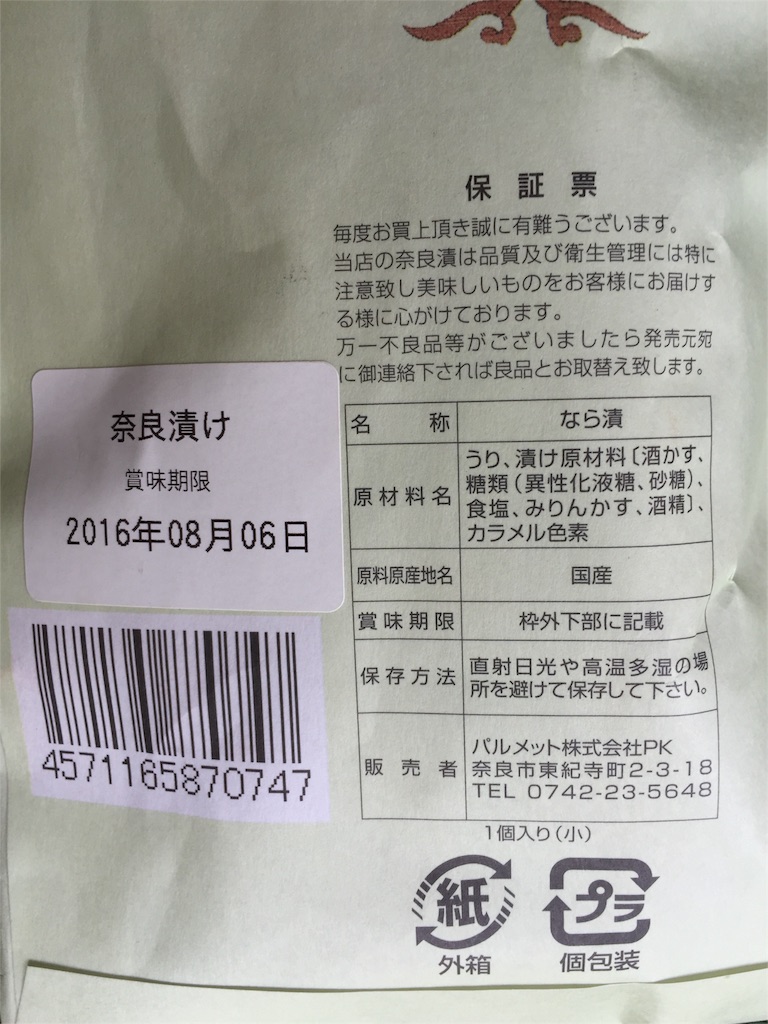 保証票
毎度お買上頂き誠に有難うございます。
当店の奈良漬は品質及び衛生管理には特に
注意致し美味しいものをお客様にお届けす
る様に心がけております。
万一不良品等がございましたら発売元宛
に御連絡下されば良品とお取替え致します。
奈良漬け
賞味期限
2016年08月06日
4571165870747
名称 なら漬
原材料名 うり、漬け原材料〔酒かす、
糖類(異性化液糖、砂糖)、
食塩、みりんかす、酒精〕、
カラメル色素
原料原産地名 国産
賞味期限 枠外下部に記載
保存方法 直射日光や高温多湿の場
所を避けて保存して下さい。
販売者 パルメット株式会社PK
奈良市東紀寺町2-3-18
TEL 0742-23-5648
1個入り(小)
紙 プラ
外箱 個包装